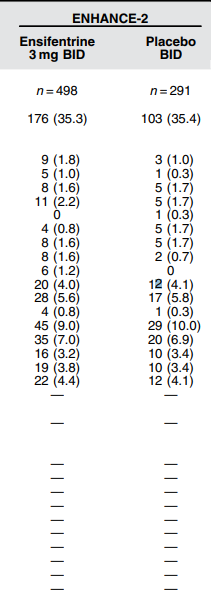 ENHANCE-2
Ensifentrine Placebo
3 mg BID BID
n = 498 n = 291
176 (35.3) 103 (35.4)
9 (1.8) 3 (1.0)
5 (1.0) 1 (0.3)
8 (1.6) 5 (1.7)
11 (2.2) 5 (1.7)
0 1 (0.3)
4 (0.8) 5 (1.7)
8 (1.6) 5 (1.7)
8 (1.6) 2 (0.7)
6 (1.2) 0
20 (4.0) 12 (4.1)
28 (5.6) 17 (5.8)
4 (0.8) 1 (0.3)
45 (9.0) 29 (10.0)
35 (7.0) 20 (6.9)
16 (3.2) 10 (3.4)
19 (3.8) 10 (3.4)
22 (4.4) 12 (4.1)
— —
— —
— —
— —
— —
— —
— —
— —
— —
— —
— —
— —